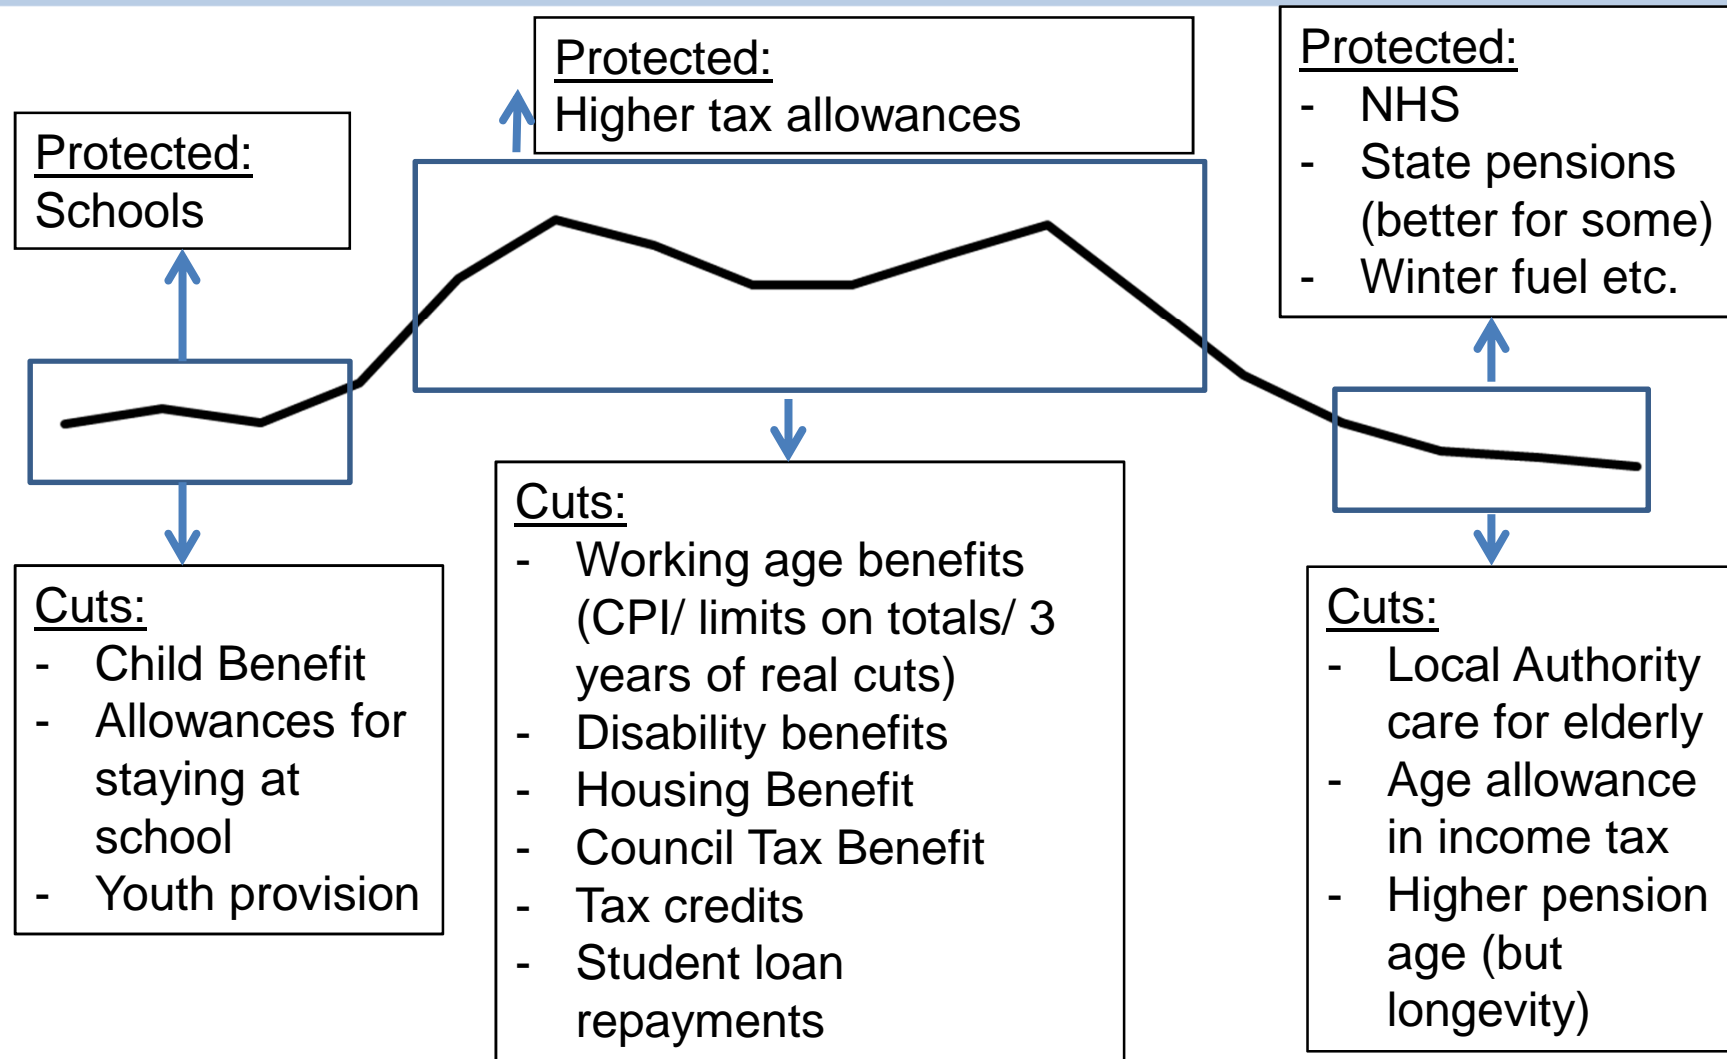 Protected:
Schools
Protected:
Higher tax allowances
Protected:
- NHS
- State pensions
(better for some)
- Winter fuel etc.
Cuts:
- Child Benefit
- Allowances for
staying at
school
- Youth provision
Cuts:
- Working age benefits
(CPI/ limits on totals/ 3
years of real cuts)
- Disability benefits
- Housing Benefit
- Council Tax Benefit
- Tax credits
- Student loan
repayments
Cuts:
- Local Authority
care for elderly
- Age allowance
in income tax
- Higher pension
age (but
longevity)